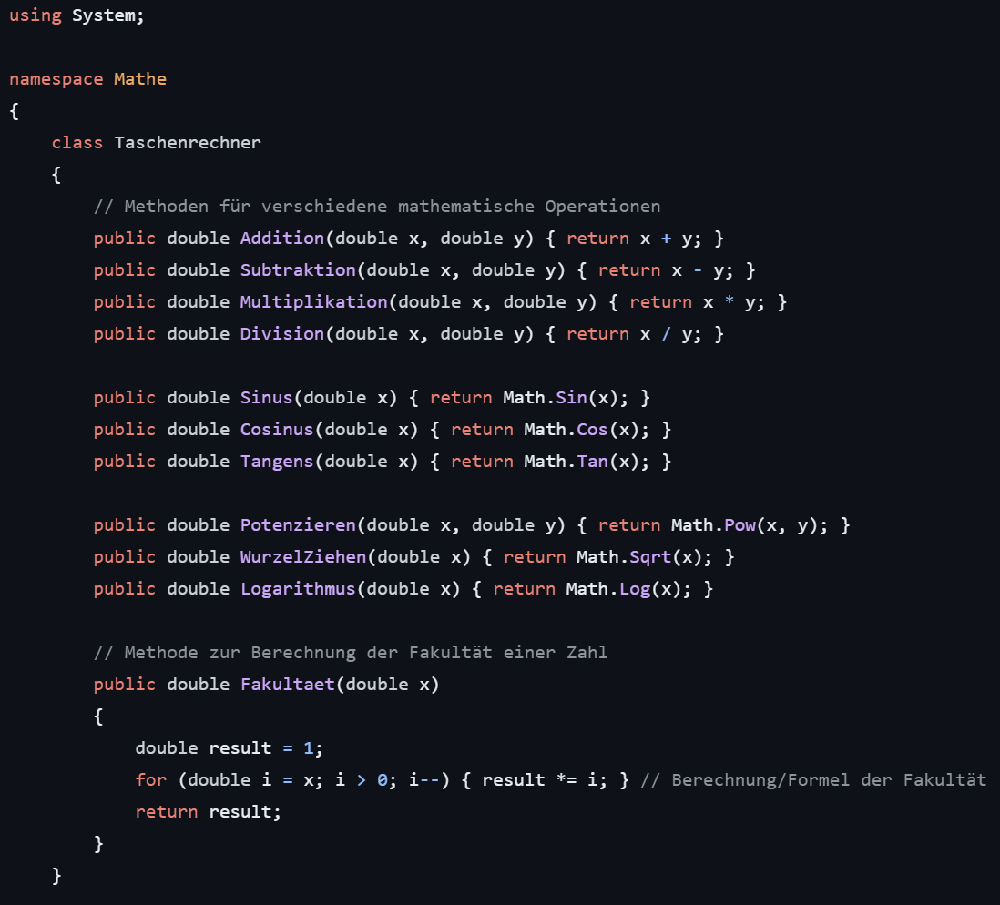 using System;
namespace Mathe
{
    class Taschenrechner
    {
        // Methoden für verschiedene mathematische Operationen
        public double Addition(double x, double y) { return x + y; }
        public double Subtraktion(double x, double y) { return x - y; }
        public double Multiplikation(double x, double y) { return x * y; }
        public double Division(double x, double y) { return x / y; }
        public double Sinus(double x) { return Math.Sin(x); }
        public double Cosinus(double x) { return Math.Cos(x); }
        public double Tangens(double x) { return Math.Tan(x); }
        public double Potenzieren(double x, double y) { return Math.Pow(x, y); }
        public double WurzelZiehen(double x) { return Math.Sqrt(x); }
        public double Logarithmus(double x) { return Math.Log(x); }
        // Methode zur Berechnung der Fakultät einer Zahl
        public double Fakultaet(double x)
        {
            double result = 1;
            for (double i = x; i > 0; i--) { result *= i; } // Berechnung/Formel der Fakultät
            return result;
        }
    }